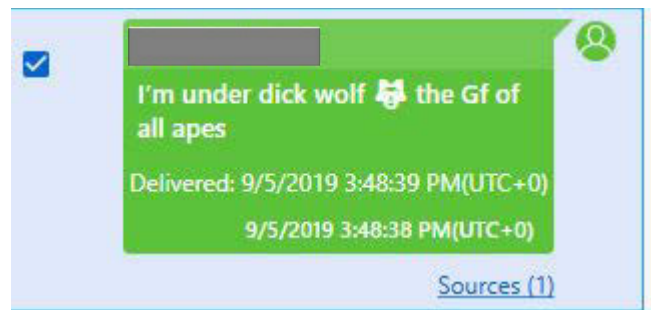 I'm under dick wolf 🐺 the Gf of
all apes
Delivered: 9/5/2019 3:48:39 PM(UTC+0)
9/5/2019 3:48:38 PM(UTC+0)
Sources (1)